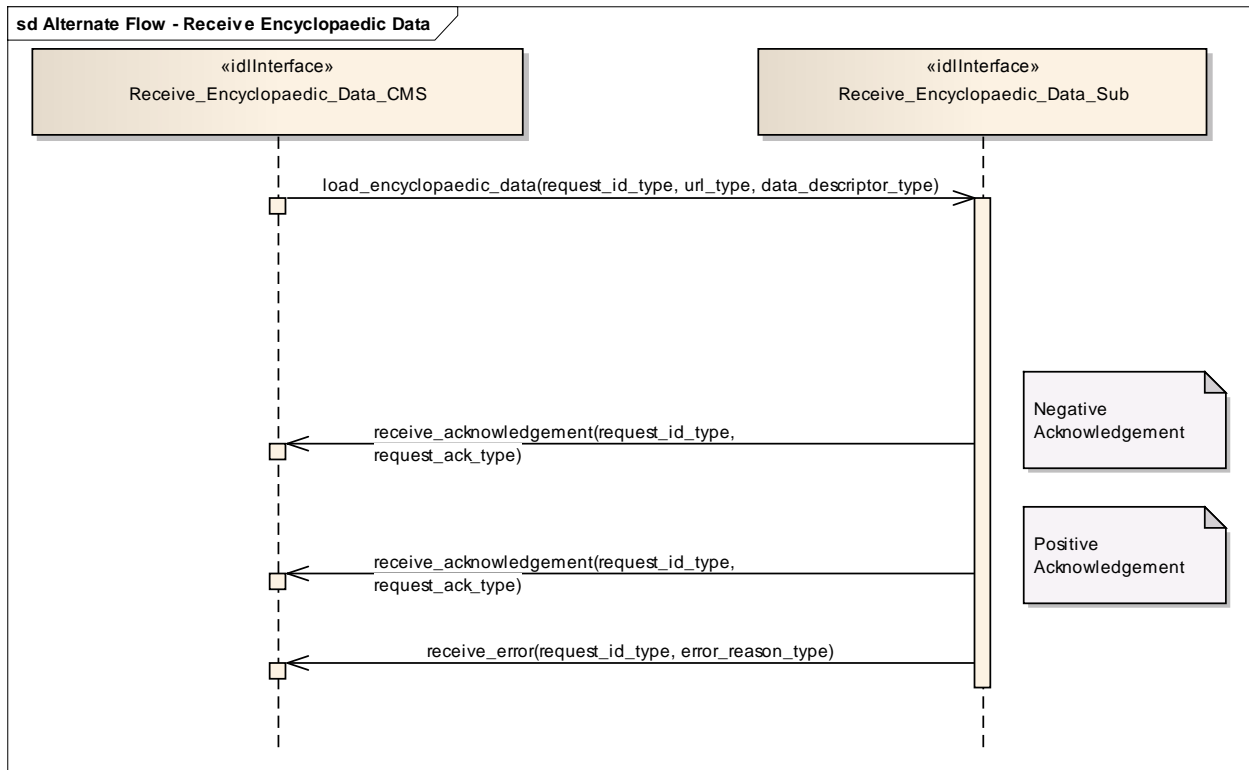 sd Alternate Flow - Receive Encyclopaedic Data
«idlInterface»
Receive_Encyclopaedic_Data_CMS
«idlInterface»
Receive_Encyclopaedic_Data_Sub
load_encyclopaedic_data(request_id_type, url_type, data_descriptor_type)
Negative
Acknowledgement
receive_acknowledgement(request_id_type,
request_ack_type)
Positive
Acknowledgement
receive_acknowledgement(request_id_type,
request_ack_type)
receive_error(request_id_type, error_reason_type)